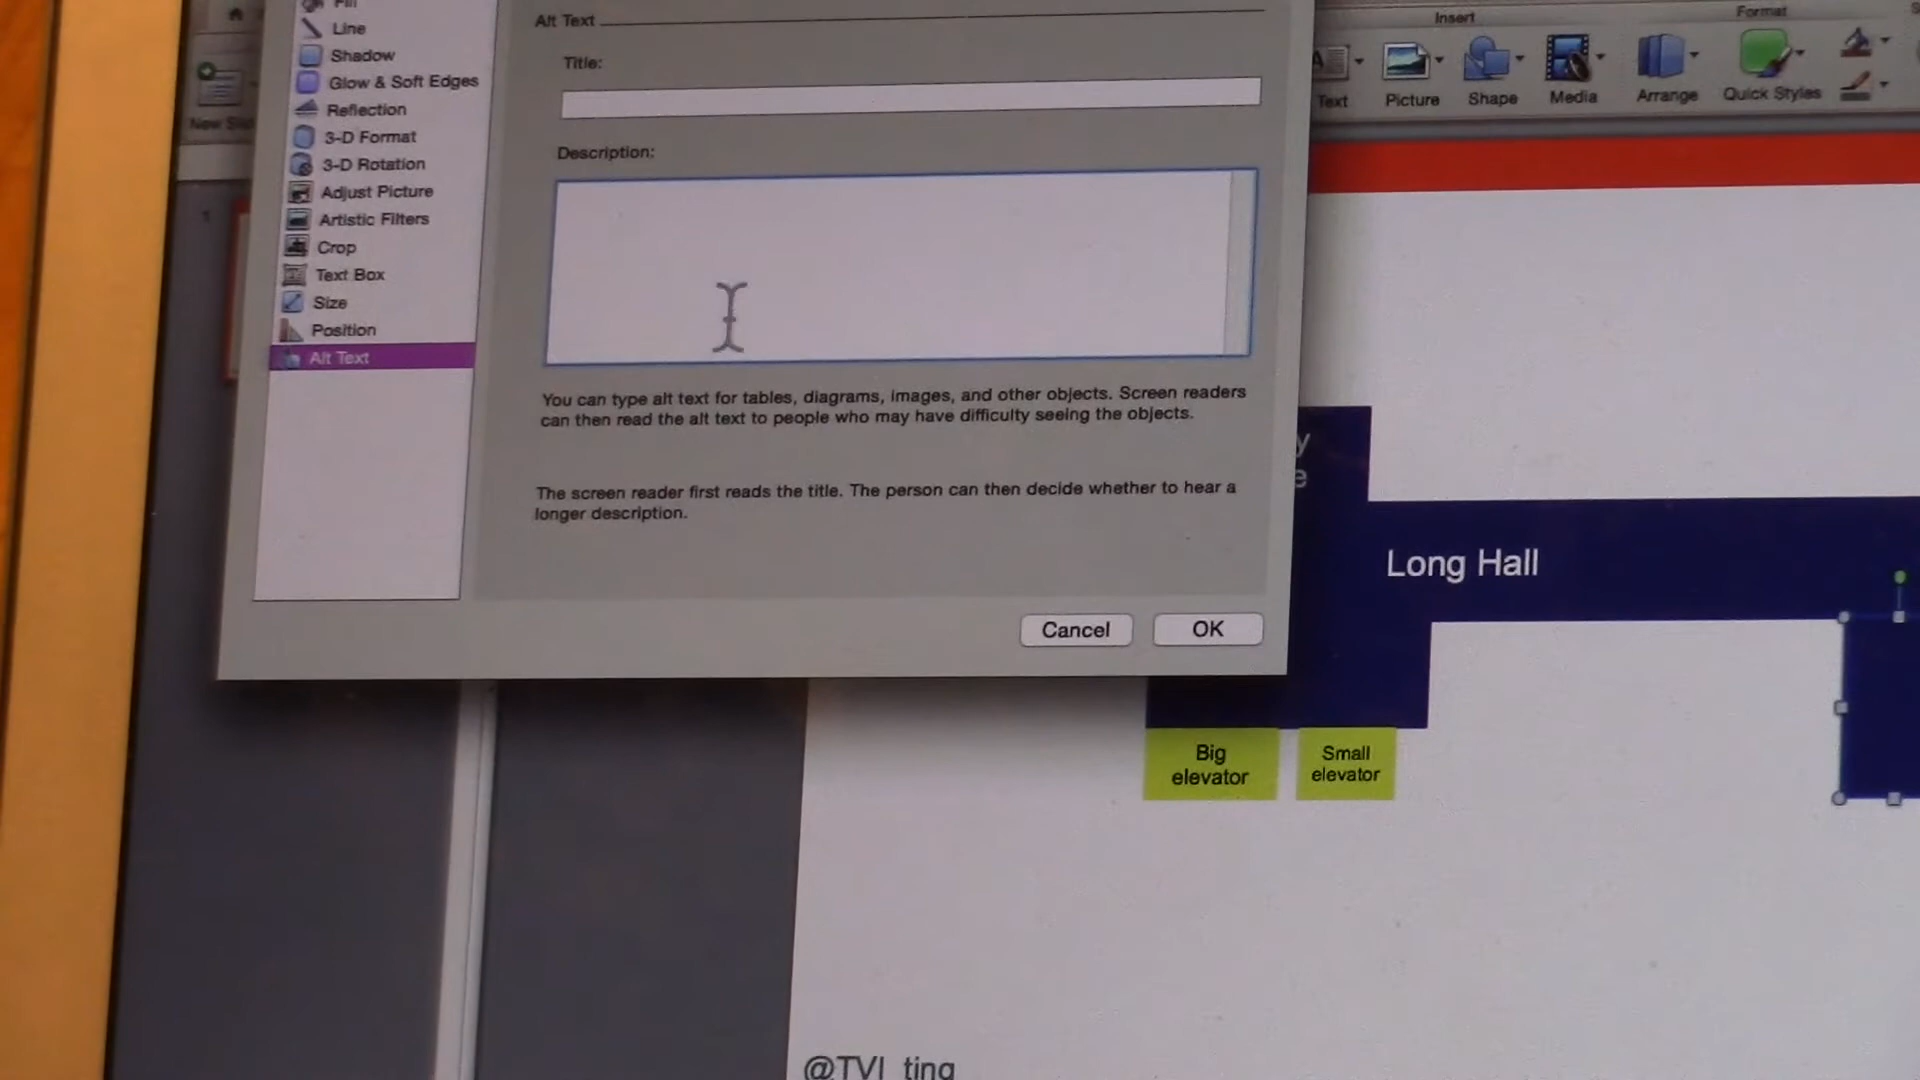 Fill
Line
Shadow
Glow & Soft Edges
Reflection
3-D Format
3-D Rotation
Adjust Picture
Artistic Filters
Crop
Text Box
Size
Position
Alt Text
Alt Text
Title:
Description:
You can type alt text for tables, diagrams, images, and other objects. Screen readers
can then read the alt text to people who may have difficulty seeing the objects.
The screen reader first reads the title. The person can then decide whether to hear a
longer description.
Cancel
OK
Insert
Format
Text
Picture
Shape
Media
Arrange
Quick Styles
1
y
e
Long Hall
Big
elevator
Small
elevator
@TVI_ting